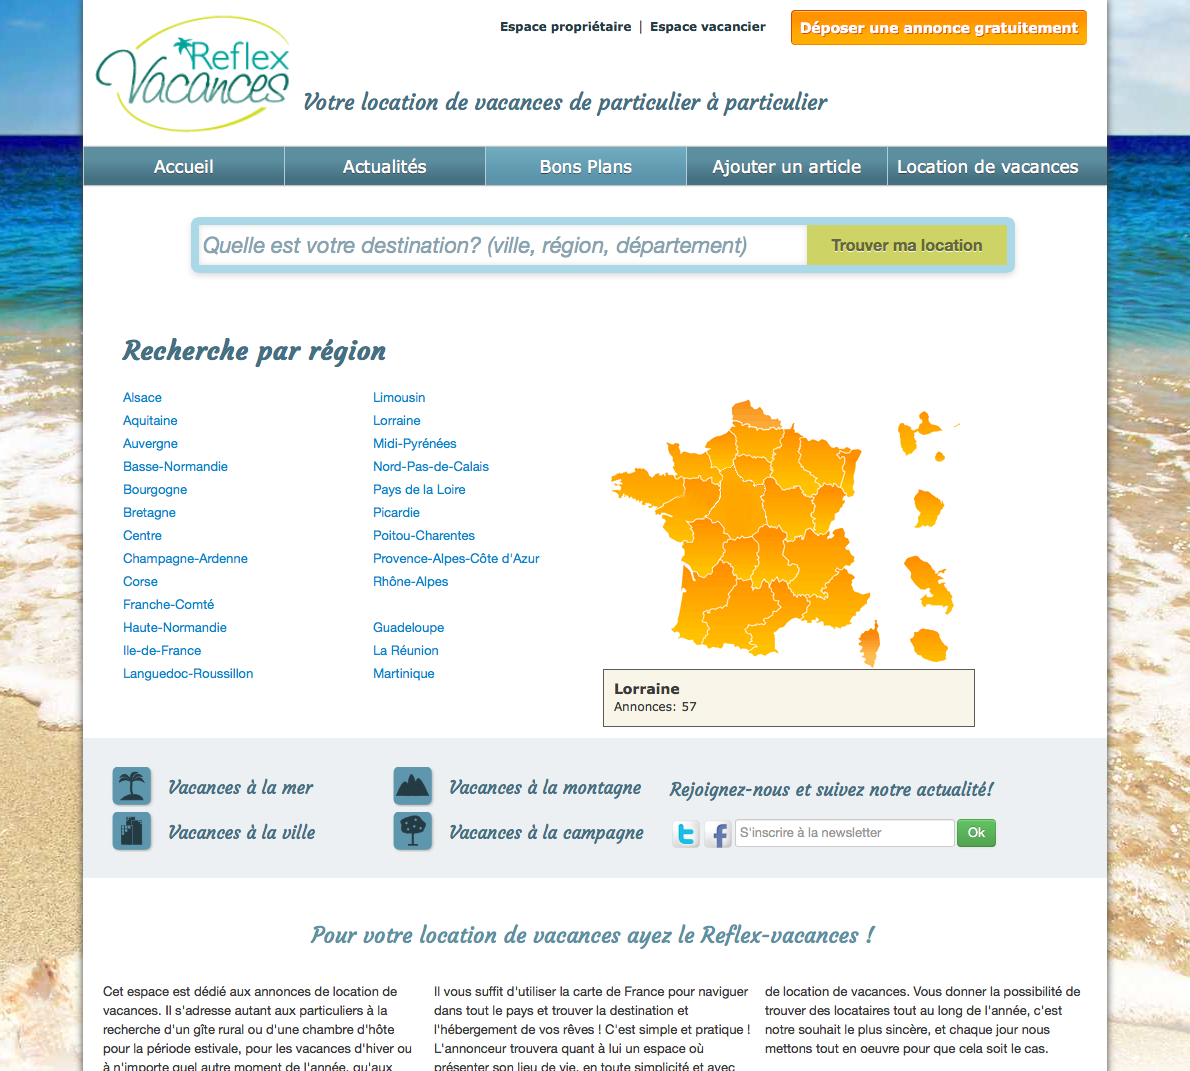 Reflex
Vacances
Espace propriétaire | Espace vacancier
Déposer une annonce gratuitement
Votre location de vacances de particulier à particulier
Accueil
Actualités
Bons Plans
Ajouter un article
Location de vacances
Quelle est votre destination? (ville, région, département)
Trouver ma location
Recherche par région
Alsace
Aquitaine
Auvergne
Basse-Normandie
Bourgogne
Bretagne
Centre
Champagne-Ardenne
Corse
Franche-Comté
Haute-Normandie
Ile-de-France
Languedoc-Roussillon
Limousin
Lorraine
Midi-Pyrénées
Nord-Pas-de-Calais
Pays de la Loire
Picardie
Poitou-Charentes
Provence-Alpes-Côte d'Azur
Rhône-Alpes
Guadeloupe
La Réunion
Martinique
Lorraine
Annonces: 57
Vacances à la mer
Vacances à la montagne
Vacances à la ville
Vacances à la campagne
Rejoignez-nous et suivez notre actualité!
S'inscrire à la newsletter
Ok
Pour votre location de vacances ayez le Reflex-vacances !
Cet espace est dédié aux annonces de location de
vacances. Il s'adresse autant aux particuliers à la
recherche d'un gîte rural ou d'une chambre d'hôte
pour la période estivale, pour les vacances d'hiver ou
à n'importe quel autre moment de l'année, qu'aux
Il vous suffit d'utiliser la carte de France pour naviguer
dans tout le pays et trouver la destination et
l'hébergement de vos rêves ! C'est simple et pratique !
L'annonceur trouvera quant à lui un espace où
présenter son lieu de vie, en toute simplicité et avec
de location de vacances. Vous donner la possibilité de
trouver des locataires tout au long de l'année, c'est
notre souhait le plus sincère, et chaque jour nous
mettons tout en oeuvre pour que cela soit le cas.